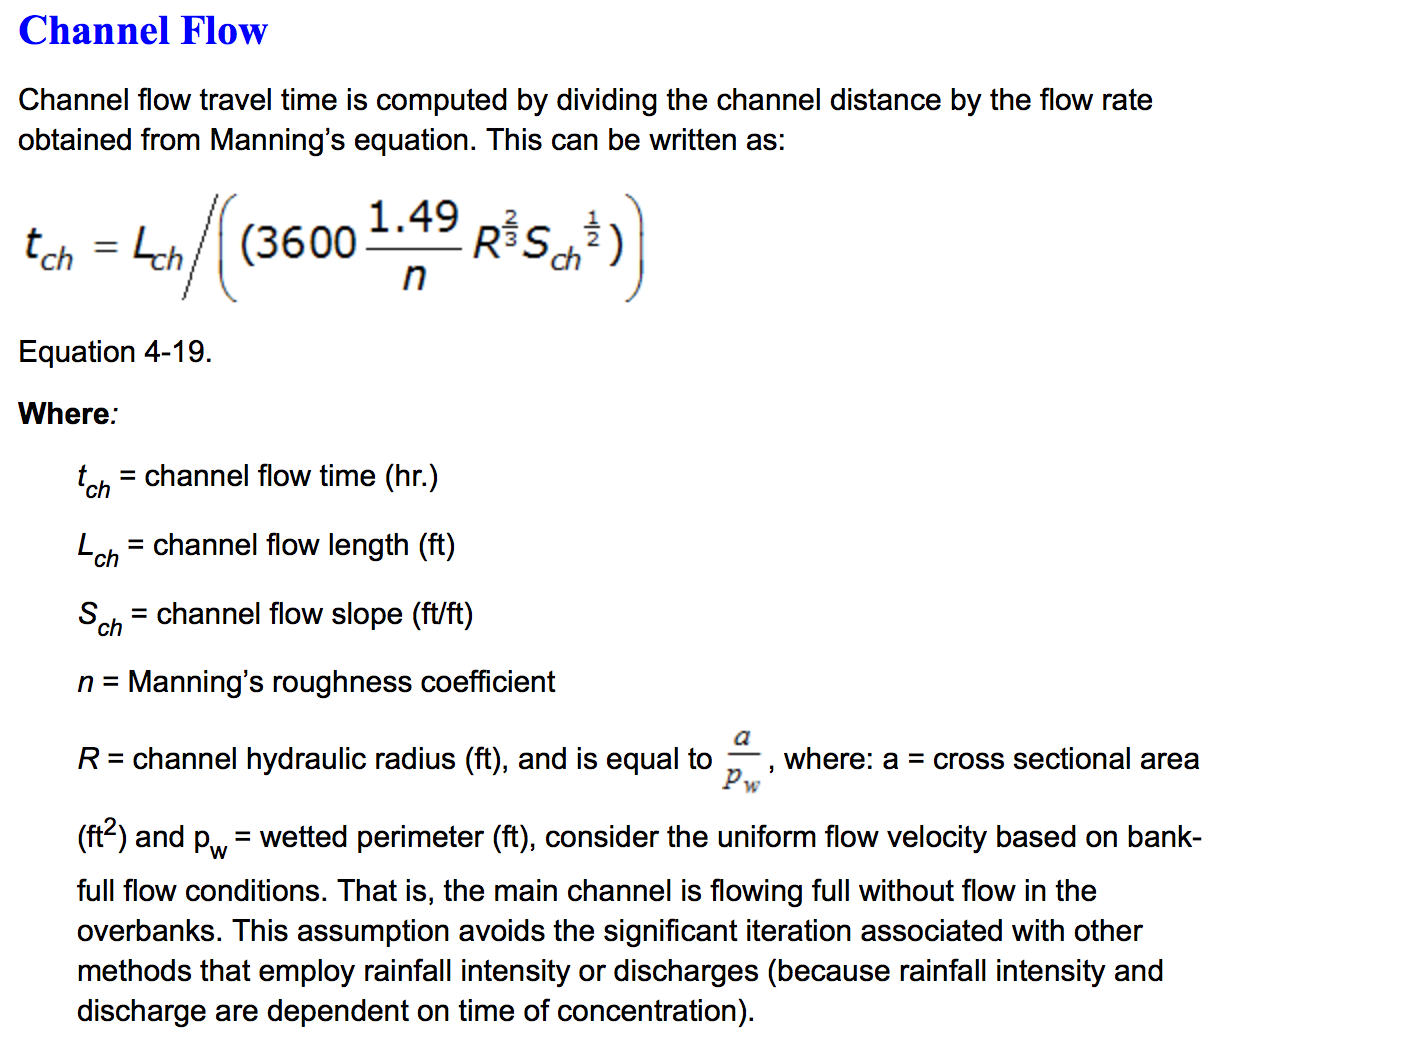 Channel Flow
Channel flow travel time is computed by dividing the channel distance by the flow rate
obtained from Manning’s equation. This can be written as:
t_ch = L_ch / ((3600 1.49/n R^(2/3) S_ch^(1/2)))
Equation 4-19.
Where:
t_ch = channel flow time (hr.)
L_ch = channel flow length (ft)
S_ch = channel flow slope (ft/ft)
n = Manning’s roughness coefficient
R = channel hydraulic radius (ft), and is equal to a/p_w, where: a = cross sectional area
(ft²) and p_w = wetted perimeter (ft), consider the uniform flow velocity based on bank-
full flow conditions. That is, the main channel is flowing full without flow in the
overbanks. This assumption avoids the significant iteration associated with other
methods that employ rainfall intensity or discharges (because rainfall intensity and
discharge are dependent on time of concentration).